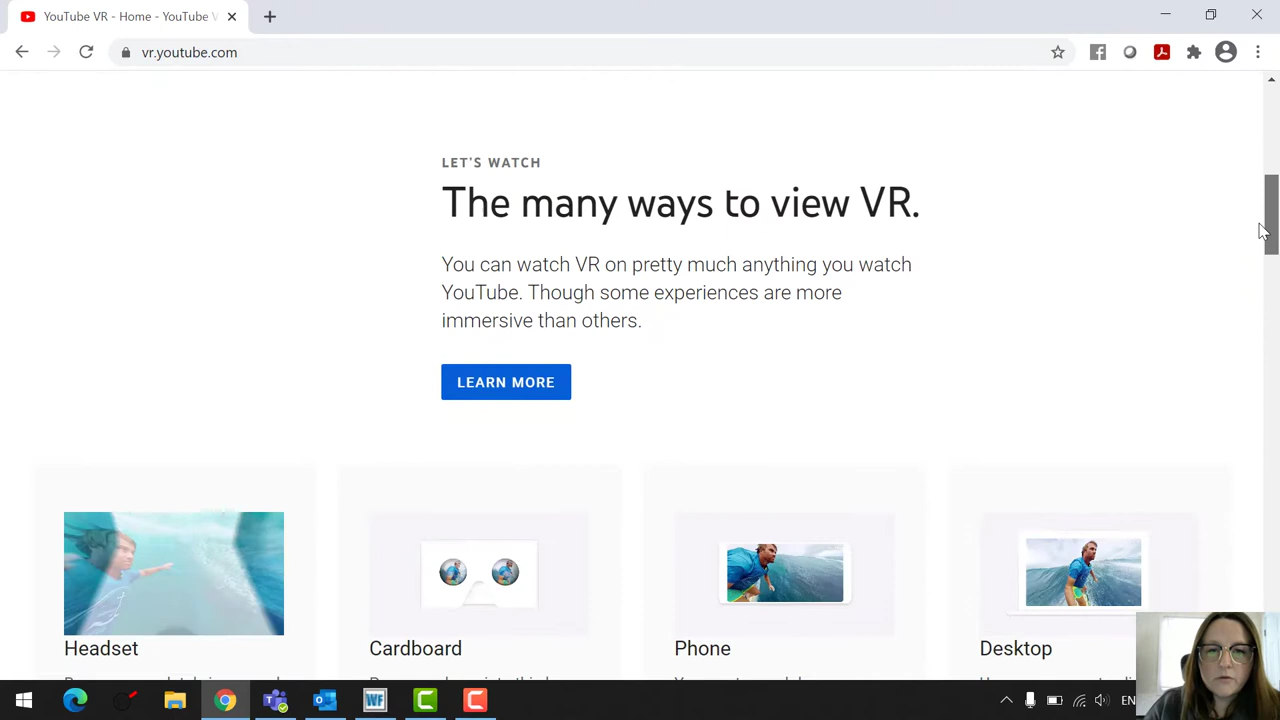 YouTube VR - Home - YouTube V
vr.youtube.com
LET'S WATCH
The many ways to view VR.
You can watch VR on pretty much anything you watch
YouTube. Though some experiences are more
immersive than others.
LEARN MORE
Headset
Cardboard
Phone
Desktop
WF
EN